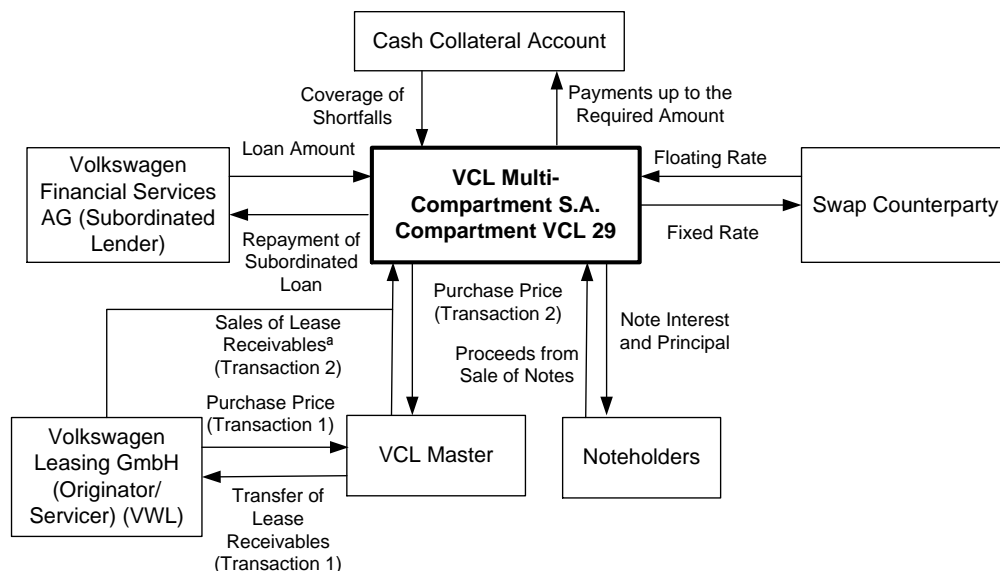 Cash Collateral Account
Coverage of
Shortfalls
Payments up to the
Required Amount
Loan Amount
Volkswagen
Financial Services
AG (Subordinated
Lender)
Repayment of
Subordinated
Loan
VCL Multi-
Compartment S.A.
Compartment VCL 29
Floating Rate
Fixed Rate
Swap Counterparty
Sales of Lease
Receivablesª
(Transaction 2)
Purchase Price
(Transaction 2)
Proceeds from
Sale of Notes
Note Interest
and Principal
Purchase Price
(Transaction 1)
Volkswagen
Leasing GmbH
(Originator/
Servicer) (VWL)
Transfer of
Lease
Receivables
(Transaction 1)
VCL Master
Noteholders